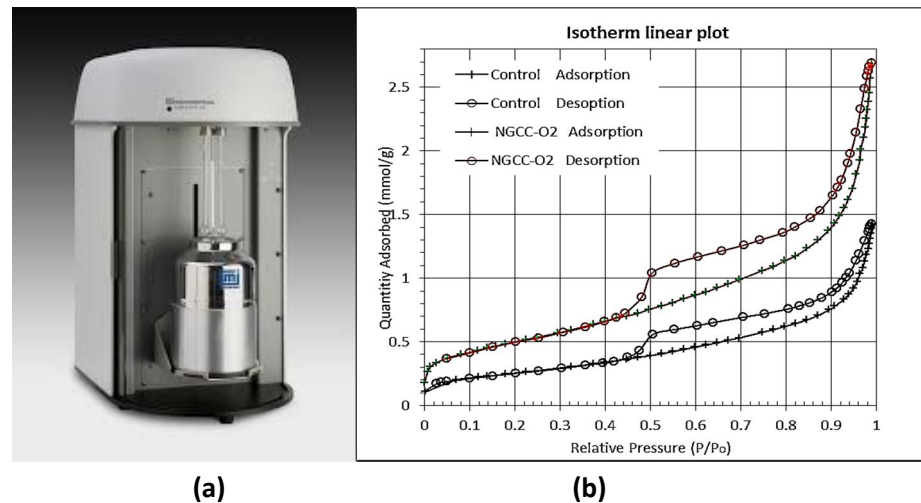 micromeritics
Isotherm linear plot
Control Adsorption
Control Desoption
NGCC-O2 Adsorption
NGCC-O2 Desorption
Quantitiy Adsorbed (mmol/g)
2.5
2
1.5
1
0.5
0
0 0.1 0.2 0.3 0.4 0.5 0.6 0.7 0.8 0.9 1
Relative Pressure (P/Po)
(a) (b)